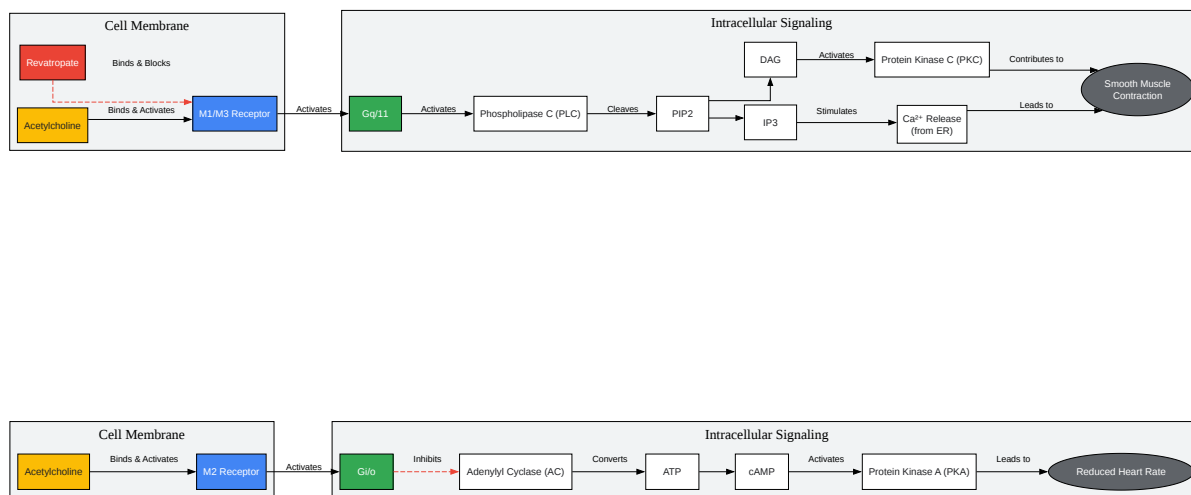 Cell Membrane
Revatropate
Binds & Blocks
Acetylcholine
Binds & Activates
M1/M3 Receptor
Activates
Intracellular Signaling
Gq/11
Activates
Phospholipase C (PLC)
Cleaves
PIP2
DAG
Activates
Protein Kinase C (PKC)
Contributes to
IP3
Stimulates
Ca²⁺ Release
(from ER)
Leads to
Smooth Muscle
Contraction
Cell Membrane
Acetylcholine
Binds & Activates
M2 Receptor
Activates
Intracellular Signaling
Gi/o
Inhibits
Adenylyl Cyclase (AC)
Converts
ATP
cAMP
Activates
Protein Kinase A (PKA)
Leads to
Reduced Heart Rate